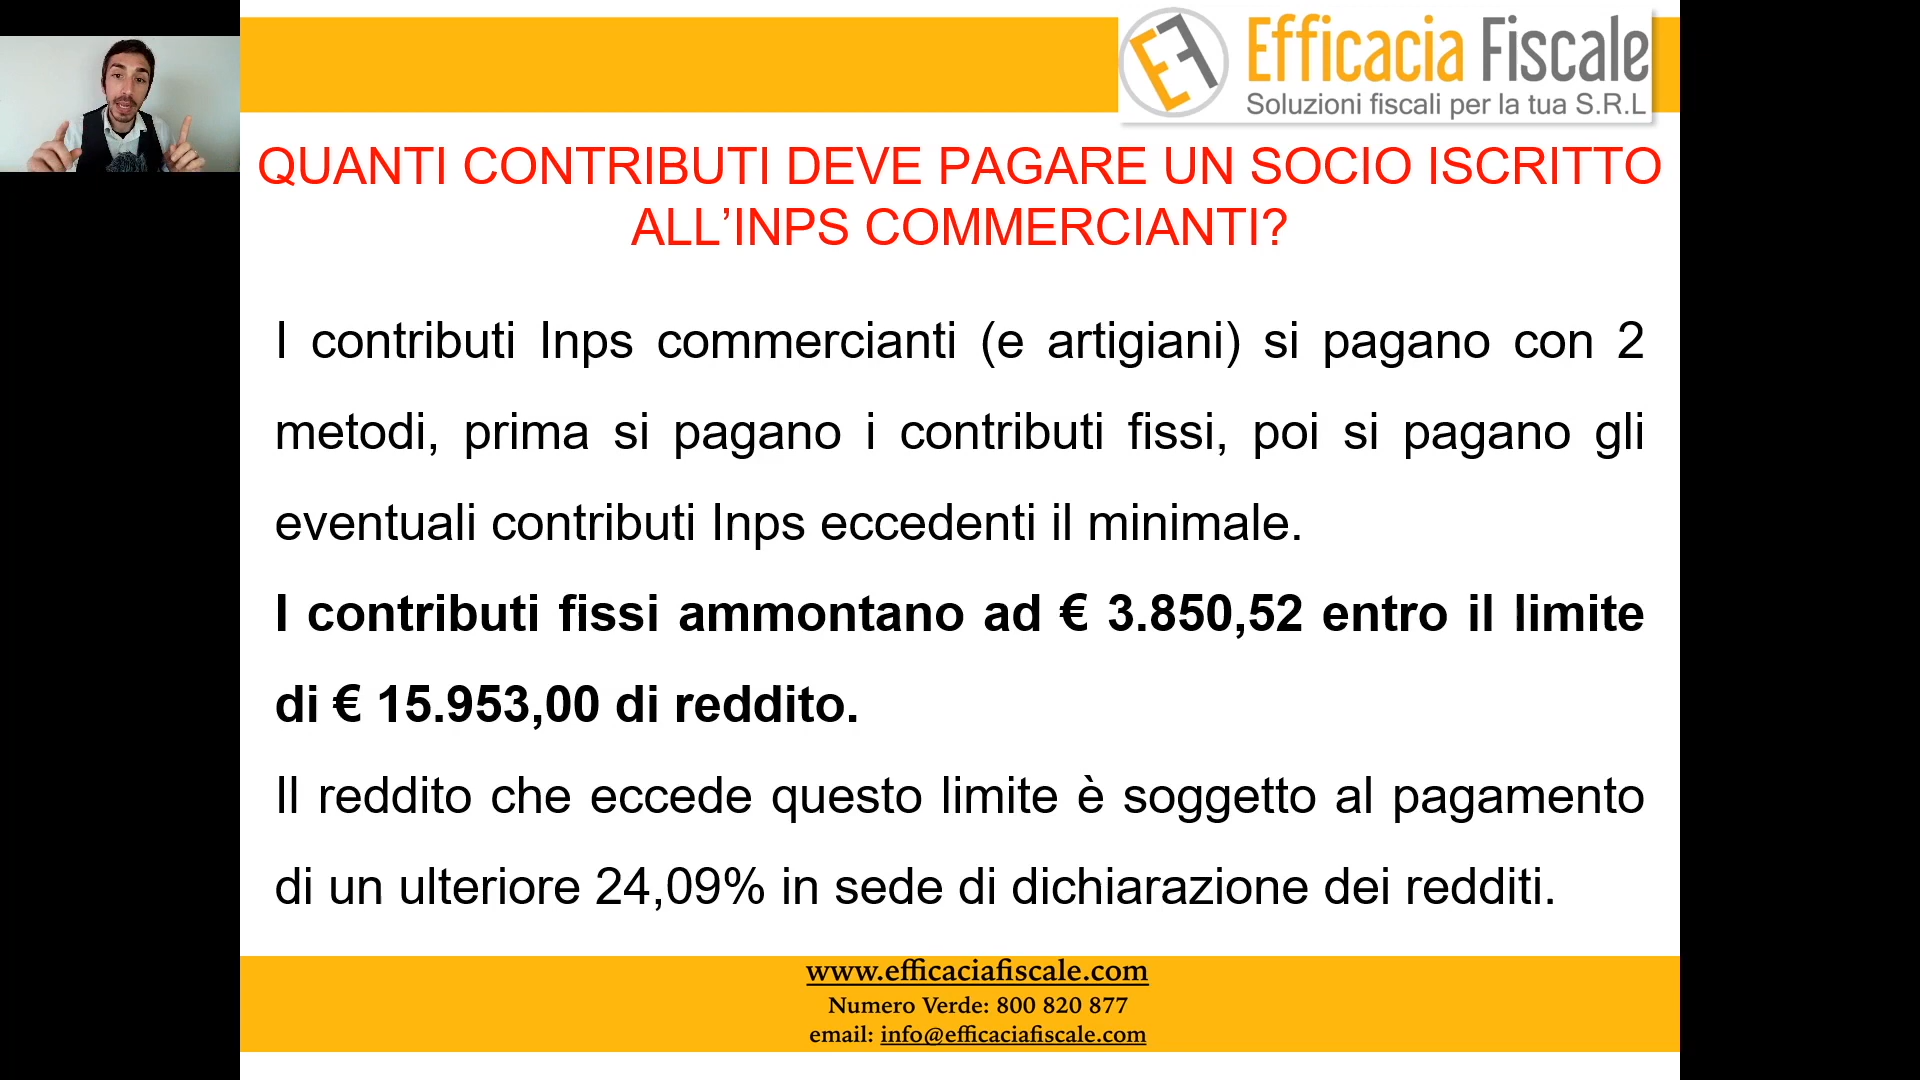 Efficacia Fiscale
Soluzioni fiscali per la tua S.R.L
QUANTI CONTRIBUTI DEVE PAGARE UN SOCIO ISCRITTO
ALL’INPS COMMERCIANTI?
I contributi Inps commercianti (e artigiani) si pagano con 2
metodi, prima si pagano i contributi fissi, poi si pagano gli
eventuali contributi Inps eccedenti il minimale.
I contributi fissi ammontano ad € 3.850,52 entro il limite
di € 15.953,00 di reddito.
Il reddito che eccede questo limite è soggetto al pagamento
di un ulteriore 24,09% in sede di dichiarazione dei redditi.
www.efficaciafiscale.com
Numero Verde: 800 820 877
email: info@efficaciafiscale.com